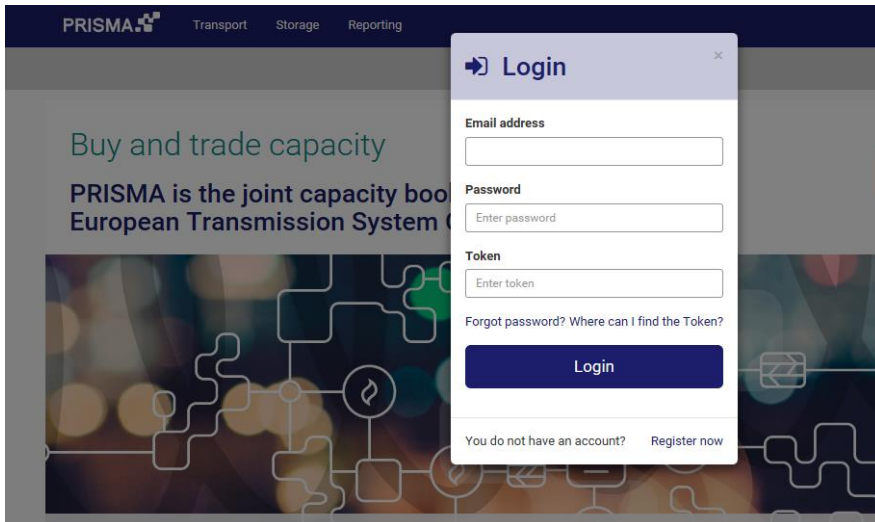 PRISMA
Transport
Storage
Reporting
Login
×
Email address
Password
Enter password
Token
Enter token
Forgot password? Where can I find the Token?
Login
You do not have an account?
Register now
Buy and trade capacity
PRISMA is the joint capacity boo
European Transmission System